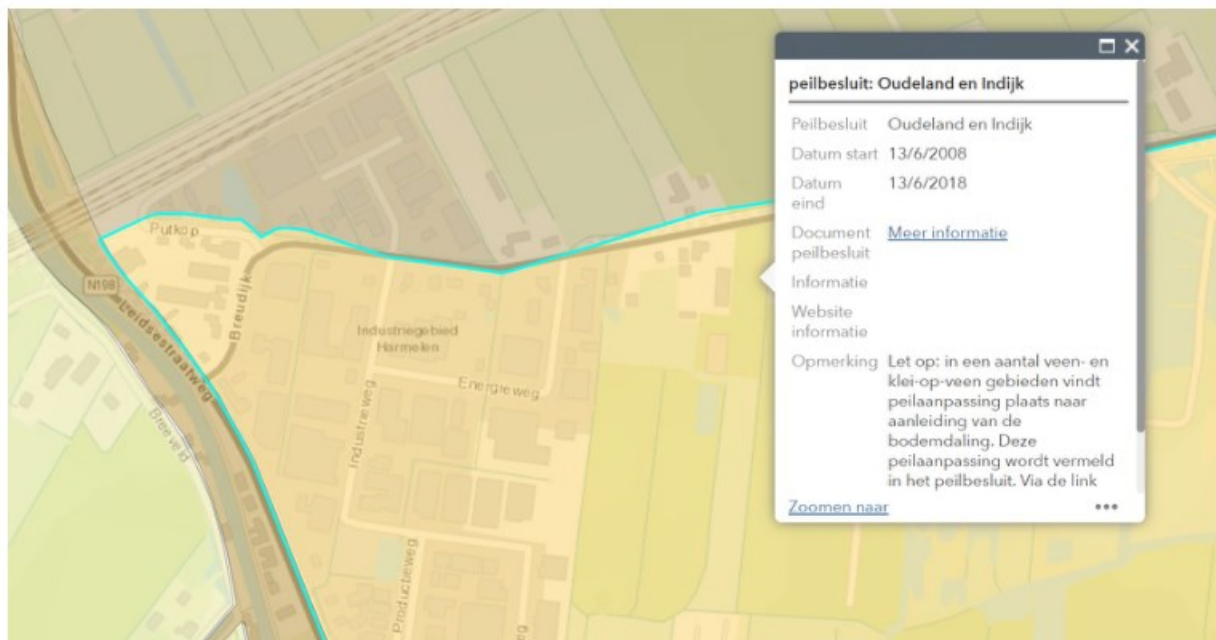 peilbesluit: Oudeland en Indijk
Peilbesluit Oudeland en Indijk
Datum start 13/6/2008
Datum 13/6/2018
eind
Document Meer informatie
peilbesluit
Informatie
Website
informatie
Opmerking Let op: in een aantal veen- en
klei-op-veen gebieden vindt
peilaanpassing plaats naar
aanleiding van de
bodemdaling. Deze
peilaanpassing wordt vermeld
in het peilbesluit. Via de link
Zoomen naar
Putkop
N198
Leidsestraatweg
Breudijk
Breeveld
Industriegebied
Harmelen
Energieweg
Industrieweg
Productieweg